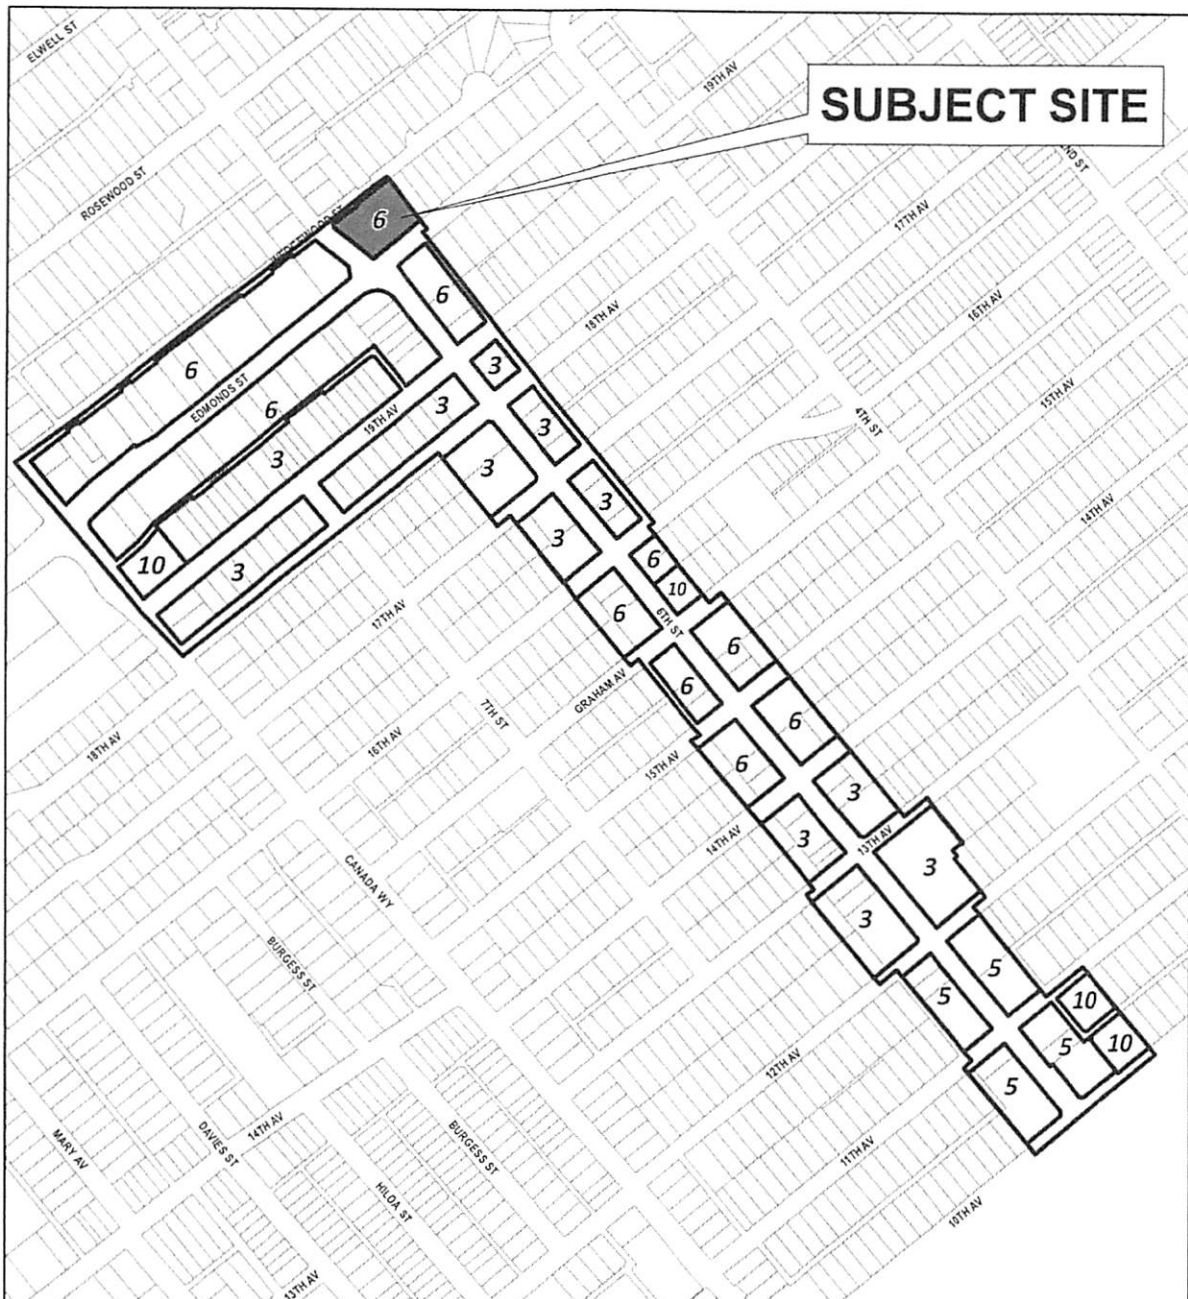 ELWELL ST
19TH AV
SUBJECT SITE
ROSEWOOD ST
6
17TH AV
6
16TH AV
18TH AV
6
3
15TH AV
EDMONDS ST
6
19TH AV
3
3
4TH ST
3
3
3
14TH AV
10
3
3
6
10
17TH AV
6
6TH ST
6
GRAHAM AV
6
7TH ST
6
18TH AV
16TH AV
15TH AV
6
3
14TH AV
3
13TH AV
3
CANADA WY
3
BURGESS ST
5
5
10
12TH AV
5
10
5
MARY AV
DAVIES ST
14TH AV
BURGESS ST
11TH AV
HILDA ST
10TH AV
13TH AV